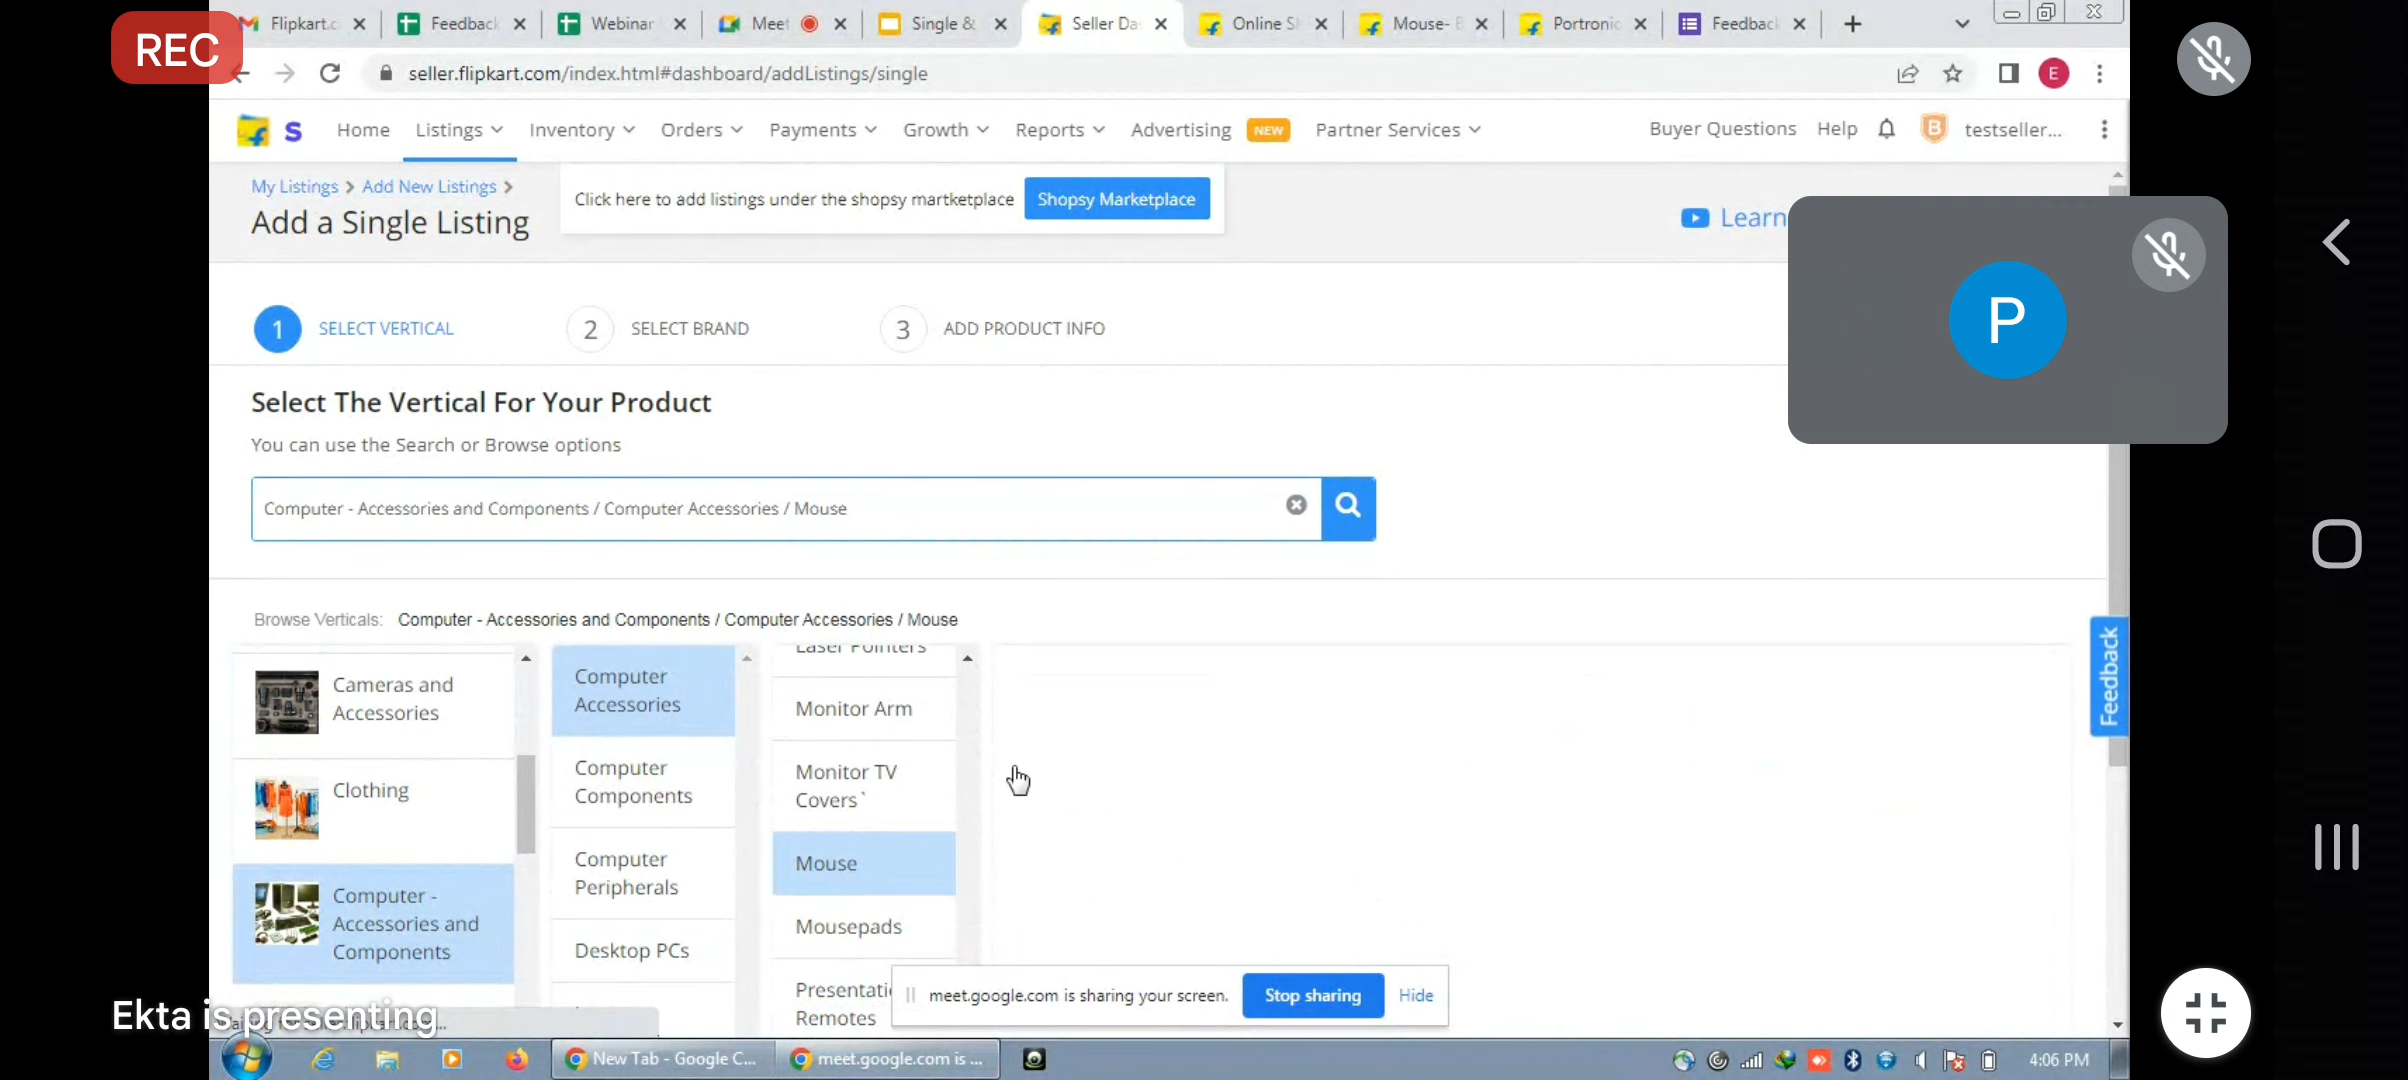 REC
Flipkart.c
Feedback
Webinar
Meet
Single &
Seller Da
Online S
Mouse-
Portronic
Feedback
seller.flipkart.com/index.html#dashboard/addListings/single
E
S Home Listings Inventory Orders Payments Growth Reports Advertising NEW Partner Services Buyer Questions Help B testseller...
My Listings > Add New Listings >
Click here to add listings under the shopsy martketplace Shopsy Marketplace
Add a Single Listing
Learn
P
1 SELECT VERTICAL 2 SELECT BRAND 3 ADD PRODUCT INFO
Select The Vertical For Your Product
You can use the Search or Browse options
Computer - Accessories and Components / Computer Accessories / Mouse
Browse Verticals: Computer - Accessories and Components / Computer Accessories / Mouse
Cameras and
Accessories
Clothing
Computer -
Accessories and
Components
Computer
Accessories
Computer
Components
Computer
Peripherals
Desktop PCs
Laser Pointers
Monitor Arm
Monitor TV
Covers`
Mouse
Mousepads
Presentati
Remotes
Feedback
meet.google.com is sharing your screen. Stop sharing Hide
Ekta is presenting
New Tab - Google C...
meet.google.com is ...
4:06 PM